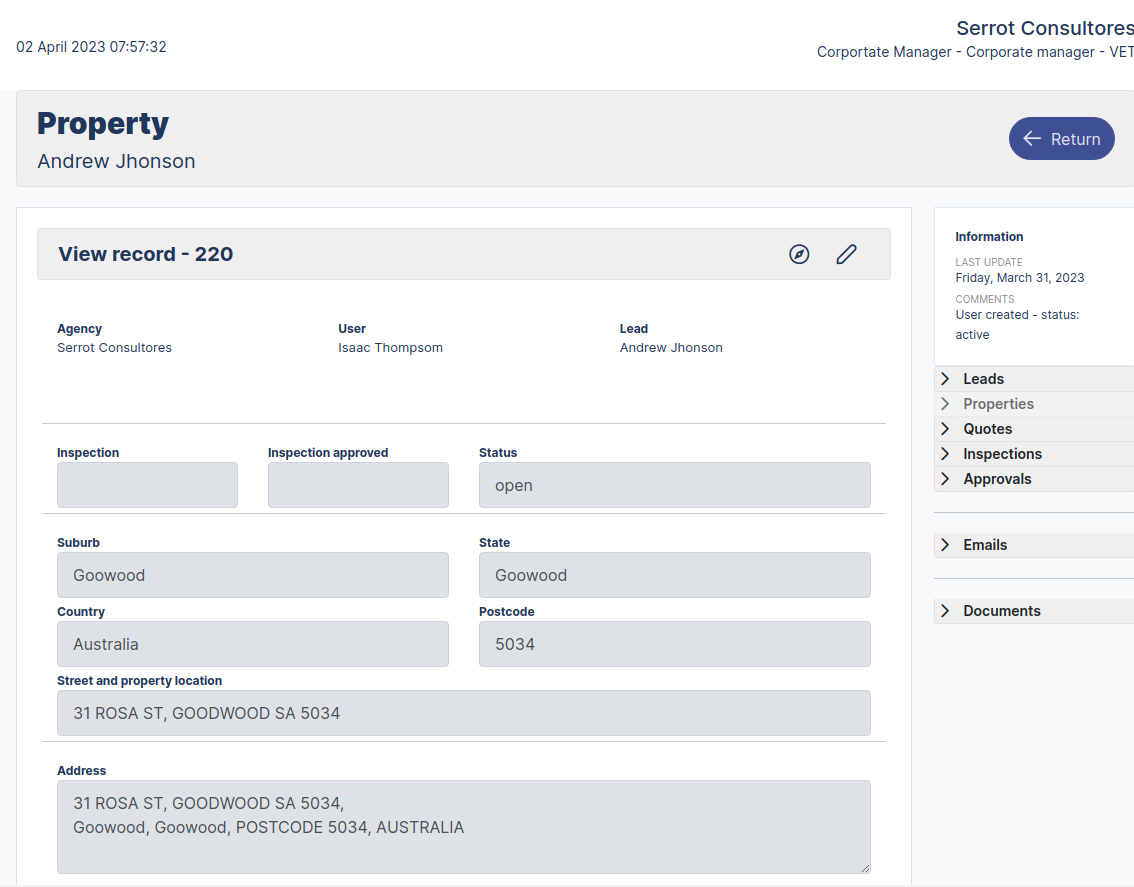 02 April 2023 07:57:32
Serrot Consultores
Corportate Manager - Corporate manager - VET
Property
Andrew Jhonson
Return
View record - 220
Agency
Serrot Consultores
User
Isaac Thompsom
Lead
Andrew Jhonson
Inspection
Inspection approved
Status
open
Suburb
Goowood
State
Goowood
Country
Australia
Postcode
5034
Street and property location
31 ROSA ST, GOODWOOD SA 5034
Address
31 ROSA ST, GOODWOOD SA 5034,
Goowood, Goowood, POSTCODE 5034, AUSTRALIA
Information
LAST UPDATE
Friday, March 31, 2023
COMMENTS
User created - status:
active
Leads
Properties
Quotes
Inspections
Approvals
Emails
Documents